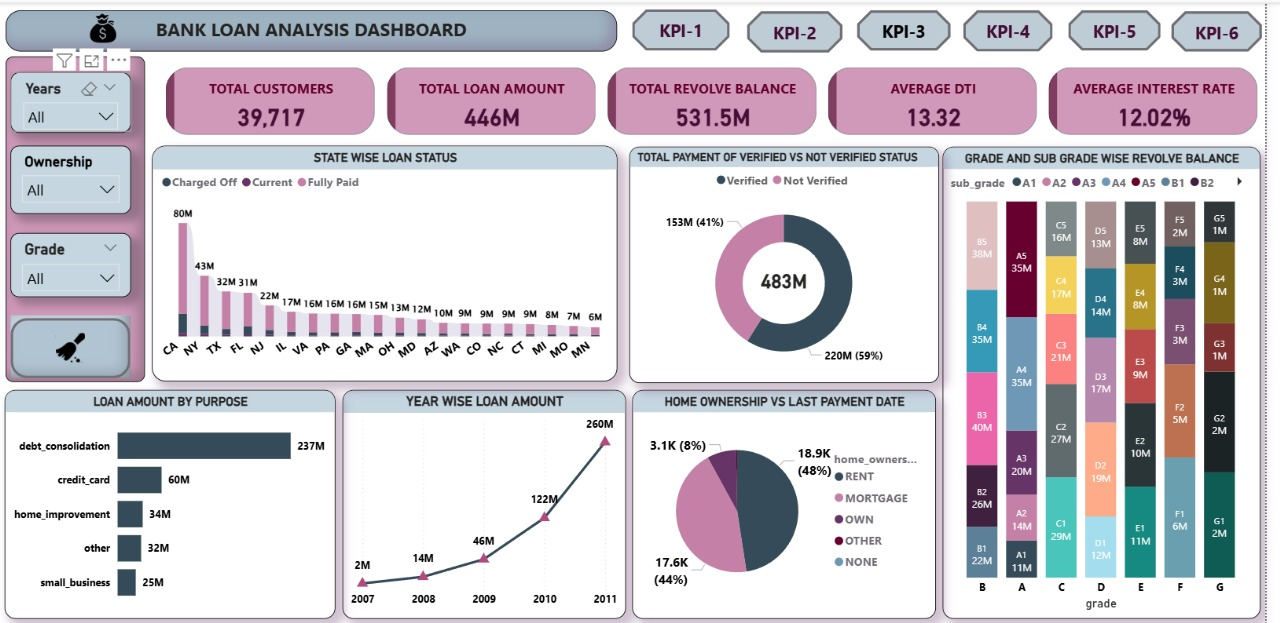 BANK LOAN ANALYSIS DASHBOARD
KPI-1
KPI-2
KPI-3
KPI-4
KPI-5
KPI-6
Years
All
Ownership
All
Grade
All
TOTAL CUSTOMERS
39,717
TOTAL LOAN AMOUNT
446M
TOTAL REVOLVE BALANCE
531.5M
AVERAGE DTI
13.32
AVERAGE INTEREST RATE
12.02%
STATE WISE LOAN STATUS
Charged Off Current Fully Paid
80M 43M 32M 31M 22M 17M 16M 16M 16M 15M 13M 12M 10M 9M 9M 9M 9M 8M 7M 6M
CA NY TX FL NJ IL VA PA GA MA OH MD AZ WA CO NC CT MI MO MN
TOTAL PAYMENT OF VERIFIED VS NOT VERIFIED STATUS
Verified Not Verified
153M (41%)
483M
220M (59%)
GRADE AND SUB GRADE WISE REVOLVE BALANCE
sub_grade A1 A2 A3 A4 A5 B1 B2
B5
38M
B4
35M
B3
40M
B2
26M
B1
22M
A5
35M
A4
35M
A3
20M
A2
14M
A1
11M
C5
16M
C4
17M
C3
21M
C2
27M
C1
29M
D5
13M
D4
14M
D3
17M
D2
19M
D1
12M
E5
8M
E4
8M
E3
9M
E2
10M
E1
11M
F5
2M
F4
3M
F3
3M
F2
5M
F1
6M
G5
1M
G4
1M
G3
1M
G2
2M
G1
2M
B A C D E F G
grade
LOAN AMOUNT BY PURPOSE
debt_consolidation 237M
credit_card 60M
home_improvement 34M
other 32M
small_business 25M
YEAR WISE LOAN AMOUNT
2M 14M 46M 122M 260M
2007 2008 2009 2010 2011
HOME OWNERSHIP VS LAST PAYMENT DATE
3.1K (8%)
18.9K
(48%)
17.6K
(44%)
home_owners...
RENT
MORTGAGE
OWN
OTHER
NONE